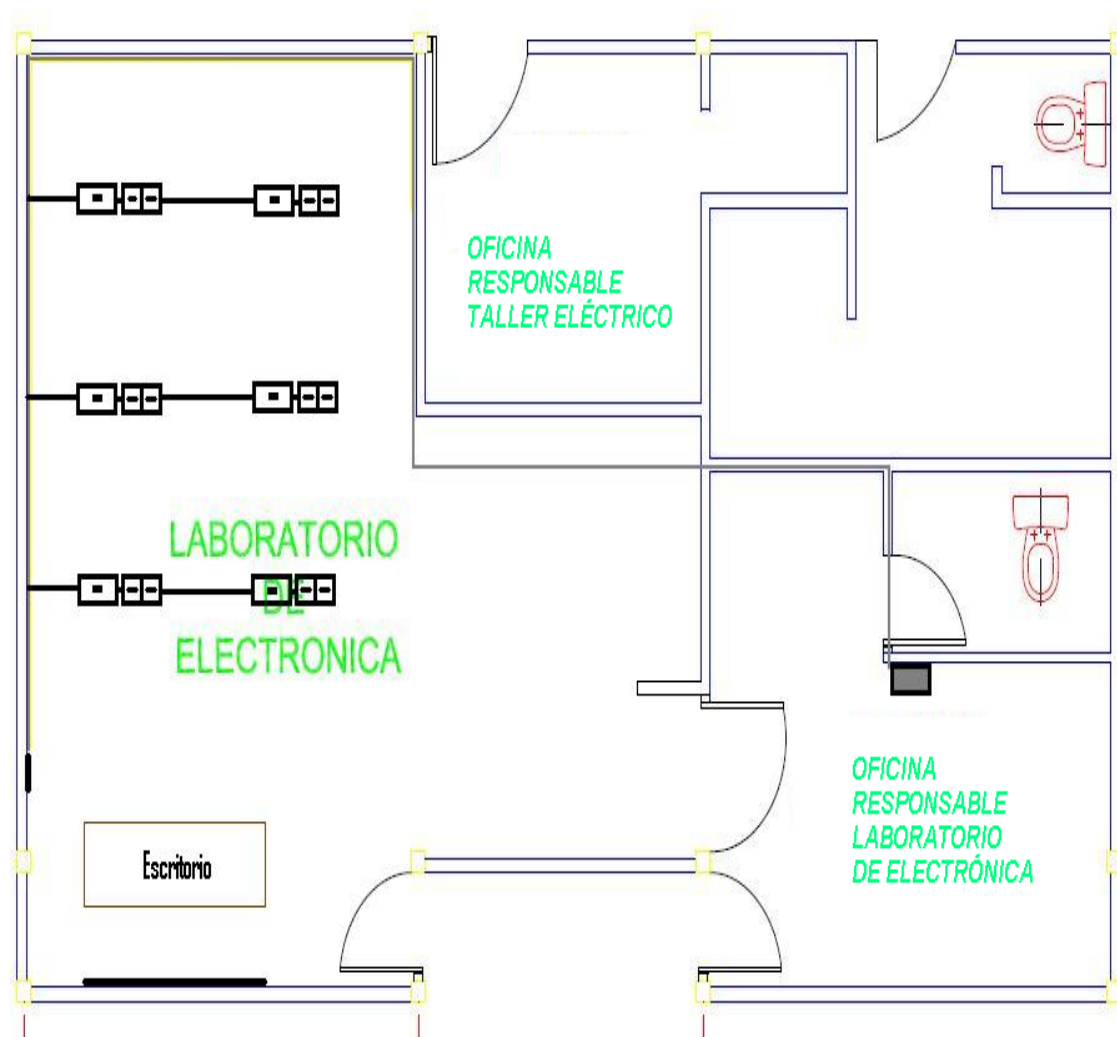 OFICINA
RESPONSABLE
TALLER ELÉCTRICO
LABORATORIO
DE
ELECTRONICA
OFICINA
RESPONSABLE
LABORATORIO
DE ELECTRÓNICA
Escritorio